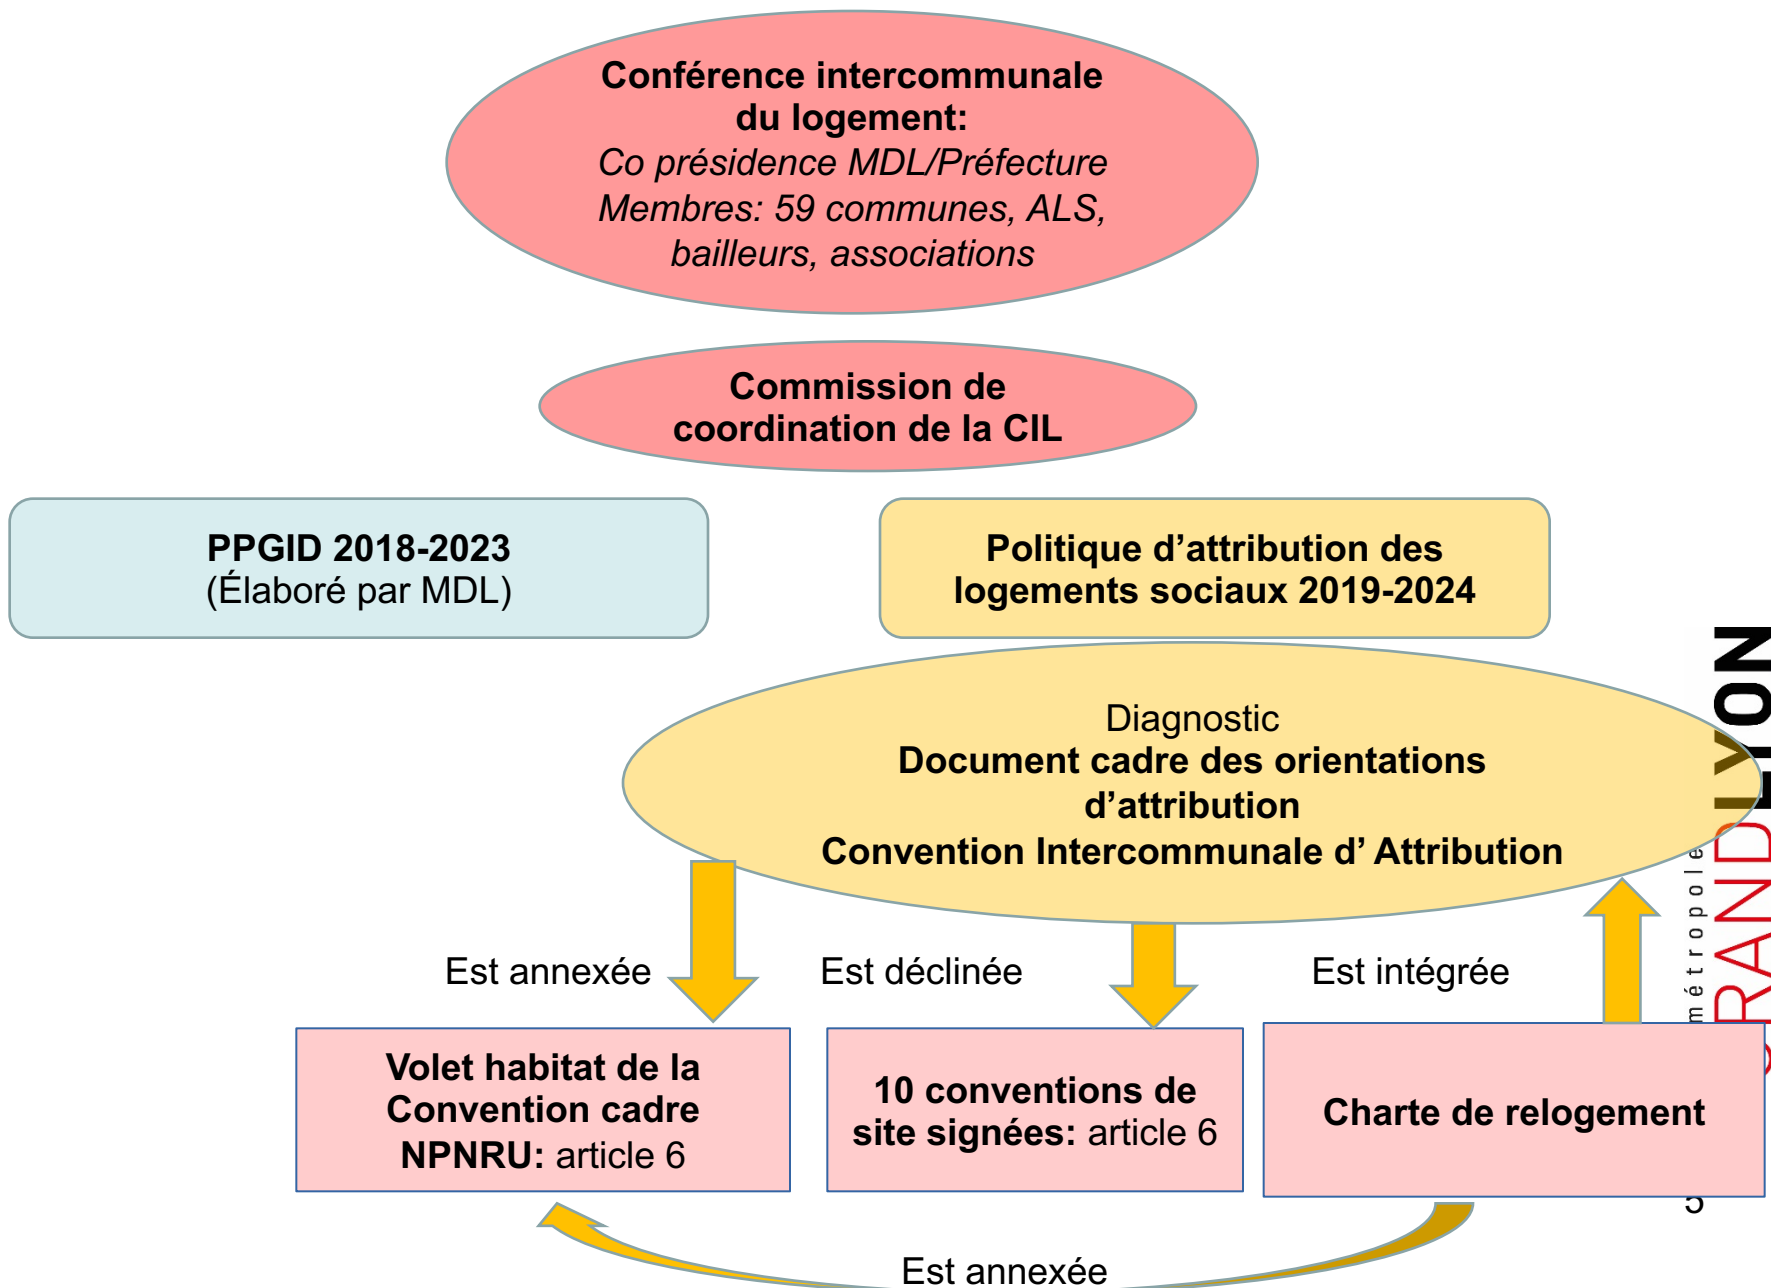 Conférence intercommunale
du logement:
Co présidence MDL/Préfecture
Membres: 59 communes, ALS,
bailleurs, associations
Commission de
coordination de la CIL
PPGID 2018-2023
(Élaboré par MDL)
Politique d’attribution des
logements sociaux 2019-2024
Diagnostic
Document cadre des orientations
d’attribution
Convention Intercommunale d’ Attribution
Est annexée
Est déclinée
Est intégrée
Volet habitat de la
Convention cadre
NPNRU: article 6
10 conventions de
site signées: article 6
Charte de relogement
Est annexée
métropole
GRANDLYON
5